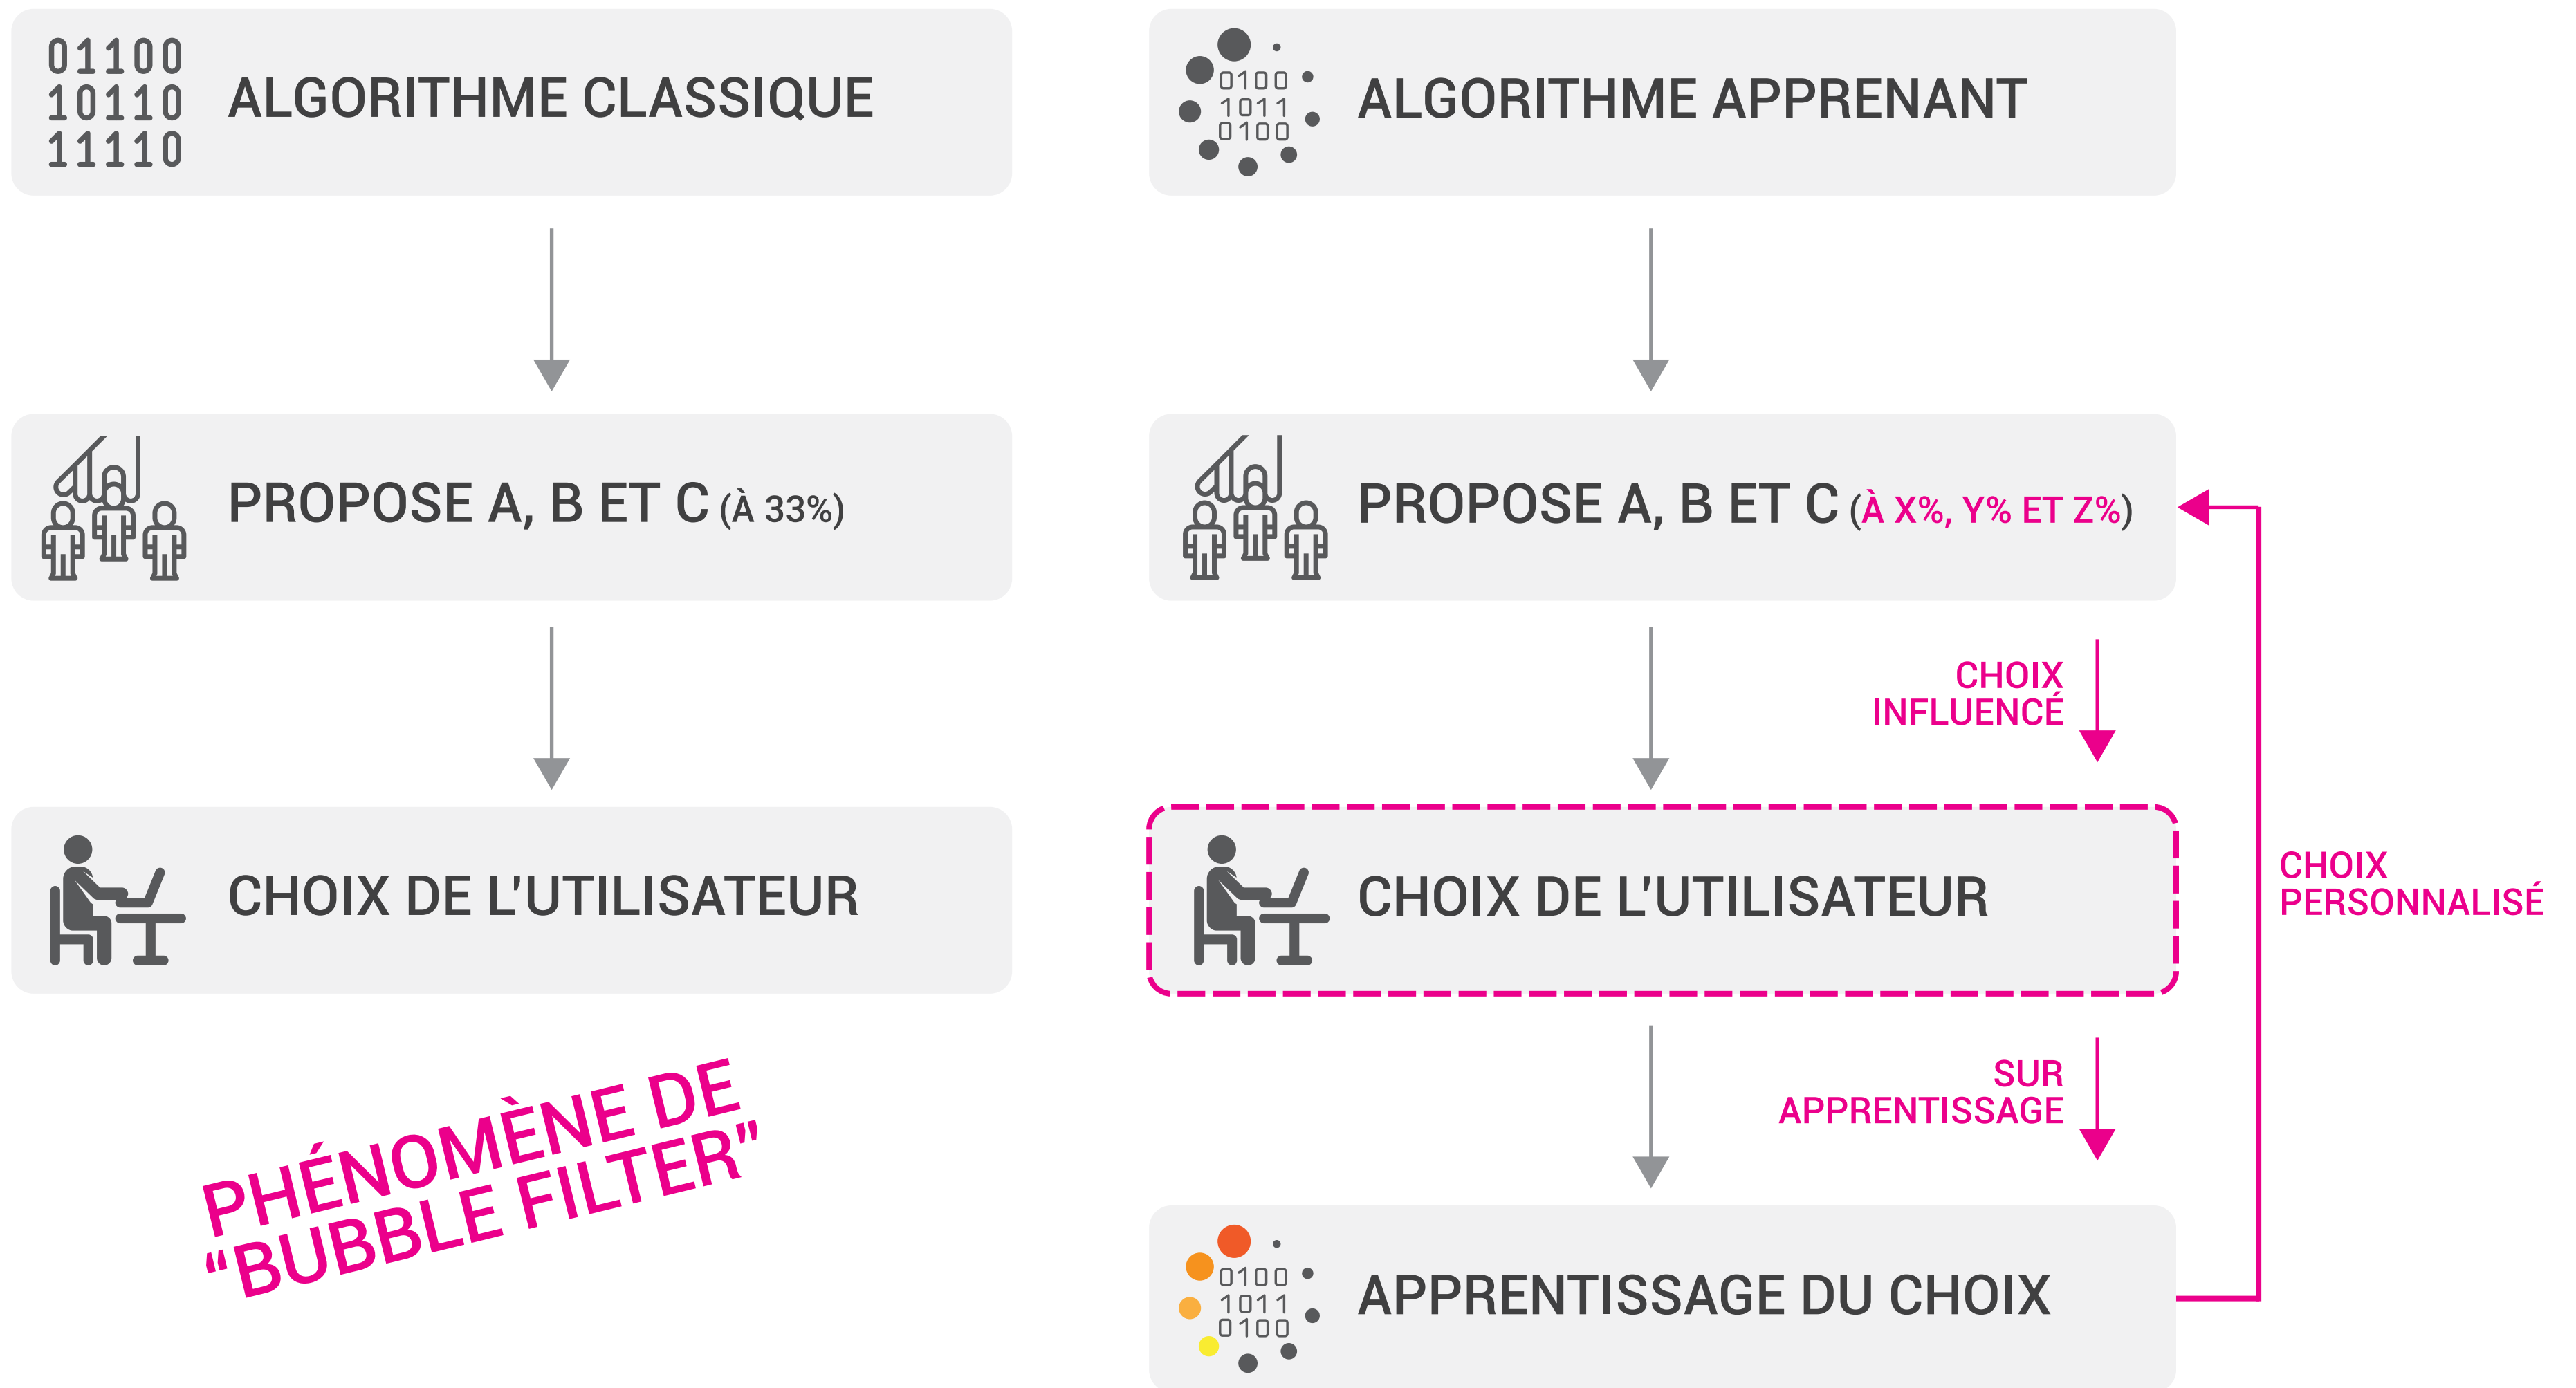 01100
10110
11110
ALGORITHME CLASSIQUE
PROPOSE A, B ET C (À 33%)
CHOIX DE L’UTILISATEUR
PHÉNOMÈNE DE
“BUBBLE FILTER”
0100
1011
0100
ALGORITHME APPRENANT
PROPOSE A, B ET C (À X%, Y% ET Z%)
CHOIX
INFLUENCÉ
CHOIX DE L’UTILISATEUR
CHOIX
PERSONNALISÉ
SUR
APPRENTISSAGE
0100
1011
0100
APPRENTISSAGE DU CHOIX